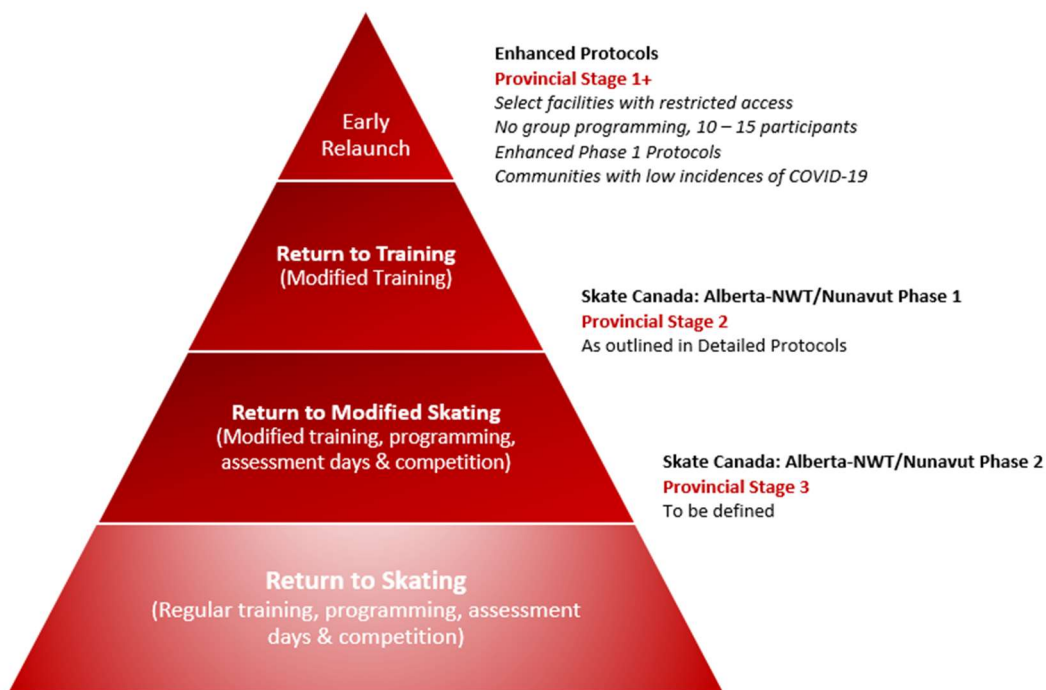 Enhanced Protocols
Provincial Stage 1+
Select facilities with restricted access
No group programming, 10 – 15 participants
Enhanced Phase 1 Protocols
Communities with low incidences of COVID-19
Early
Relaunch
Return to Training
(Modified Training)
Skate Canada: Alberta-NWT/Nunavut Phase 1
Provincial Stage 2
As outlined in Detailed Protocols
Return to Modified Skating
(Modified training, programming,
assessment days & competition)
Skate Canada: Alberta-NWT/Nunavut Phase 2
Provincial Stage 3
To be defined
Return to Skating
(Regular training, programming, assessment
days & competition)